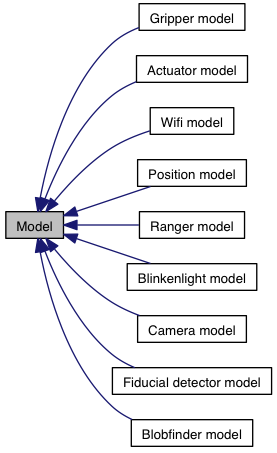 Gripper model
Actuator model
Wifi model
Position model
Model
Ranger model
Blinkenlight model
Camera model
Fiducial detector model
Blobfinder model